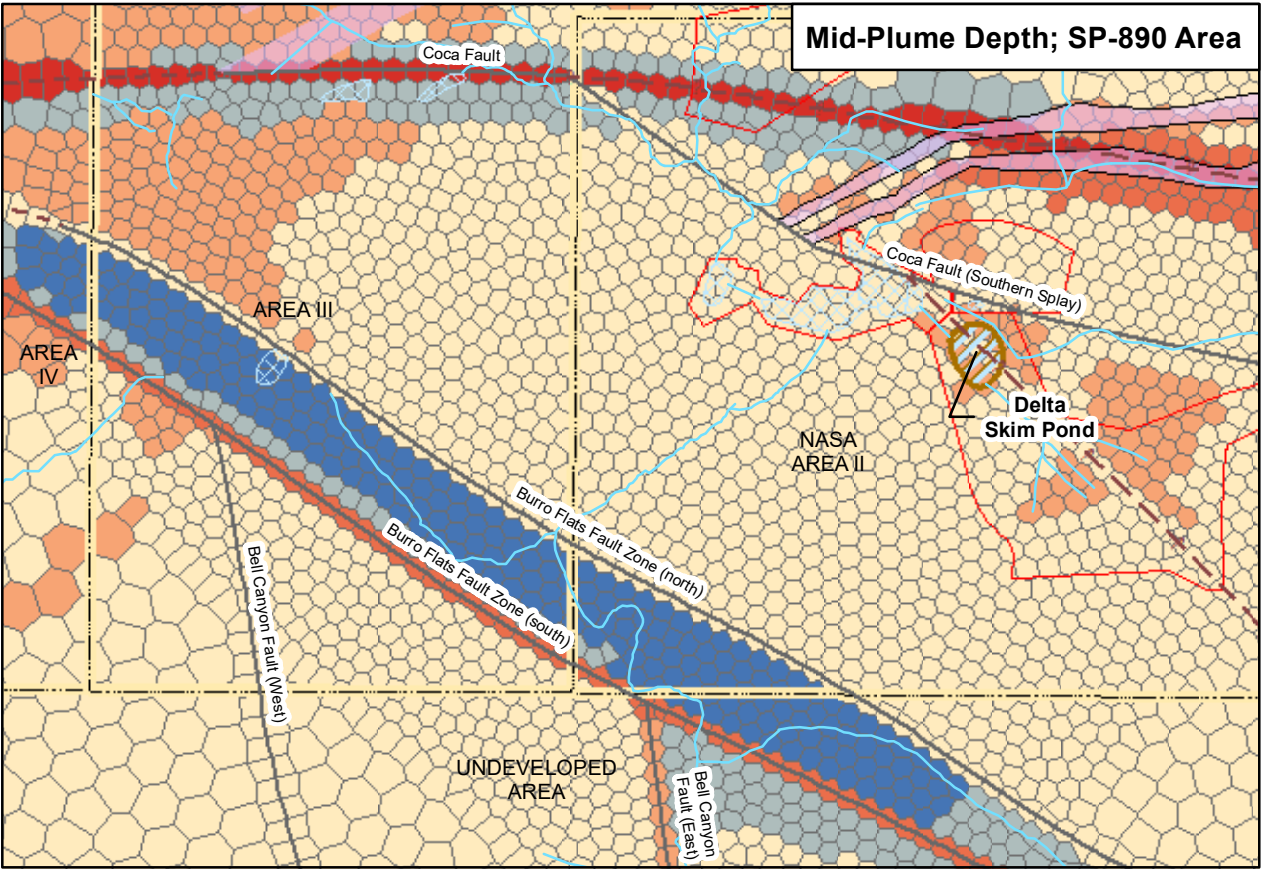 Mid-Plume Depth; SP-890 Area
Coca Fault
Coca Fault (Southern Splay)
AREA III
AREA
IV
Delta
Skim Pond
NASA
AREA II
Burro Flats Fault Zone (north)
Burro Flats Fault Zone (south)
Bell Canyon Fault (West)
UNDEVELOPED
AREA
Bell Canyon
Fault (East)